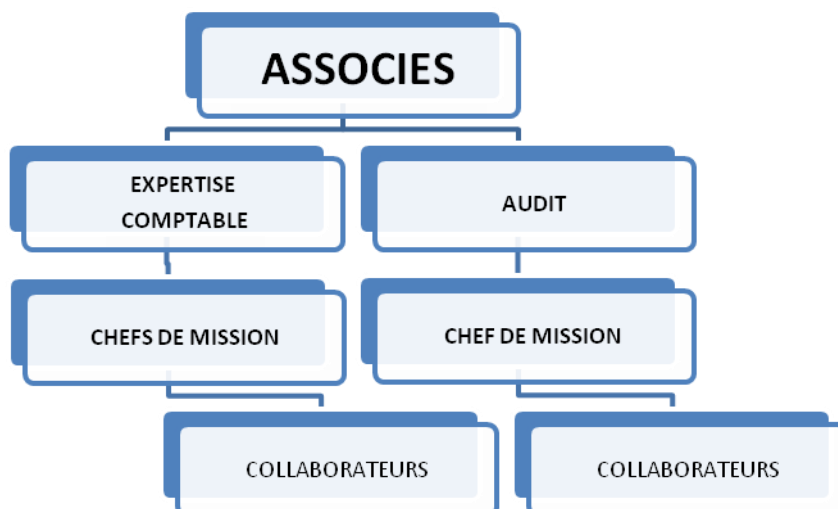 ASSOCIES
EXPERTISE
COMPTABLE
AUDIT
CHEFS DE MISSION
CHEF DE MISSION
COLLABORATEURS
COLLABORATEURS